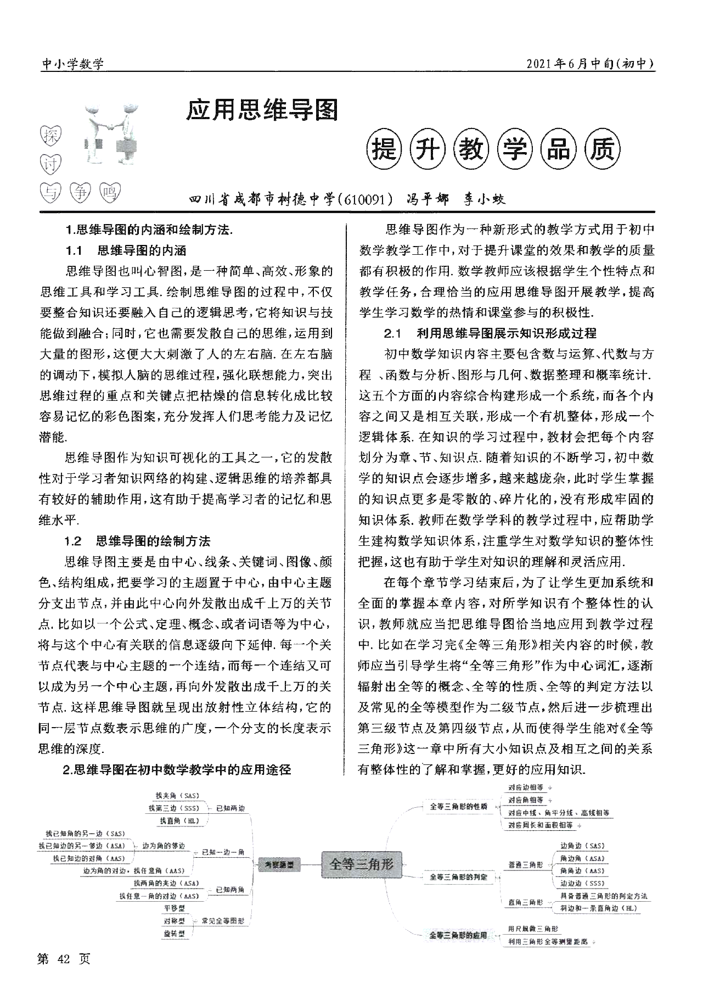 中小学数学
2021年6月中旬(初中)
应用思维导图
提升教学品质
探
讨
与争鸣
四川省成都市树德中学(610091) 冯平娜 李小蛟
1.思维导图的内涵和绘制方法.
1.1 思维导图的内涵
思维导图也叫心智图,是一种简单、高效、形象的
思维工具和学习工具. 绘制思维导图的过程中,不仅
要整合知识还要融入自己的逻辑思考,它将知识与技
能做到融合;同时,它也需要发散自己的思维,运用到
大量的图形,这便大大刺激了人的左右脑. 在左右脑
的调动下,模拟人脑的思维过程,强化联想能力,突出
思维过程的重点和关键点把枯燥的信息转化成比较
容易记忆的彩色图案,充分发挥人们思考能力及记忆
潜能.
思维导图作为知识可视化的工具之一,它的发散
性对于学习者知识网络的构建、逻辑思维的培养都具
有较好的辅助作用,这有助于提高学习者的记忆和思
维水平.
1.2 思维导图的绘制方法
思维导图主要是由中心、线条、关键词、图像、颜
色、结构组成,把要学习的主题置于中心,由中心主题
分支出节点,并由此中心向外发散出成千上万的关节
点. 比如以一个公式、定理、概念、或者词语等为中心,
将与这个中心有关联的信息逐级向下延伸. 每一个关
节点代表与中心主题的一个连结,而每一个连结又可
以成为另一个中心主题,再向外发散出成千上万的关
节点. 这样思维导图就呈现出放射性立体结构,它的
同一层节点数表示思维的广度,一个分支的长度表示
思维的深度.
2.思维导图在初中数学教学中的应用途径
思维导图作为一种新形式的教学方式用于初中
数学教学工作中,对于提升课堂的效果和教学的质量
都有积极的作用. 数学教师应该根据学生个性特点和
教学任务,合理恰当的应用思维导图开展教学,提高
学生学习数学的热情和课堂参与的积极性.
2.1 利用思维导图展示知识形成过程
初中数学知识内容主要包含数与运算、代数与方
程 、函数与分析、图形与几何、数据整理和概率统计.
这五个方面的内容综合构建形成一个系统,而各个内
容之间又是相互关联,形成一个有机整体,形成一个
逻辑体系. 在知识的学习过程中,教材会把每个内容
划分为章、节、知识点. 随着知识的不断学习,初中数
学的知识点会逐步增多,越来越庞杂,此时学生掌握
的知识点更多是零散的、碎片化的,没有形成牢固的
知识体系. 教师在数学学科的教学过程中,应帮助学
生建构数学知识体系,注重学生对数学知识的整体性
把握,这也有助于学生对知识的理解和灵活应用.
在每个章节学习结束后,为了让学生更加系统和
全面的掌握本章内容,对所学知识有个整体性的认
识,教师就应当把思维导图恰当地应用到教学过程
中. 比如在学习完《全等三角形》相关内容的时候,教
师应当引导学生将“全等三角形”作为中心词汇,逐渐
辐射出全等的概念、全等的性质、全等的判定方法以
及常见的全等模型作为二级节点,然后进一步梳理出
第三级节点及第四级节点,从而使得学生能对《全等
三角形》这一章中所有大小知识点及相互之间的关系
有整体性的了解和掌握,更好的应用知识.
找夹角(SAS)
找第三边(SSS)
找直角(HL)
已知两边
找已知角的另一边(SAS)
找已知边的另一邻边(ASA)
找已知边的对角(AAS)
边为角的邻边
边为角的对边,找任意角(AAS)
已知一边一角
找两角的夹边(ASA)
找任意一角的对边(AAS)
已知两角
平移型
对称型
旋转型
常见全等图形
考察题型
全等三角形
全等三角形的性质
对应边相等
对应角相等
对应中线、角平分线、高线相等
对应周长和面积相等
全等三角形的判定
普通三角形
边角边(SAS)
角边角(ASA)
角角边(AAS)
边边边(SSS)
直角三角形
具备普通三角形的判定方法
斜边和一条直角边(HL)
全等三角形的应用
用尺规做三角形
利用三角形全等测量距离
第 42 页